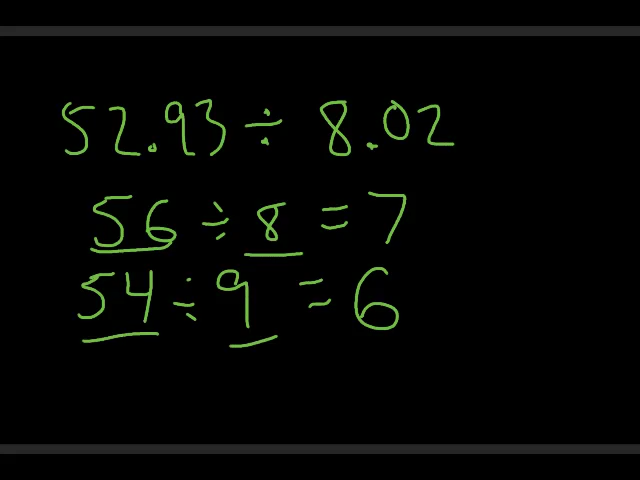 52.93 ÷ 8.02
56 ÷ 8 = 7
54 ÷ 9 = 6